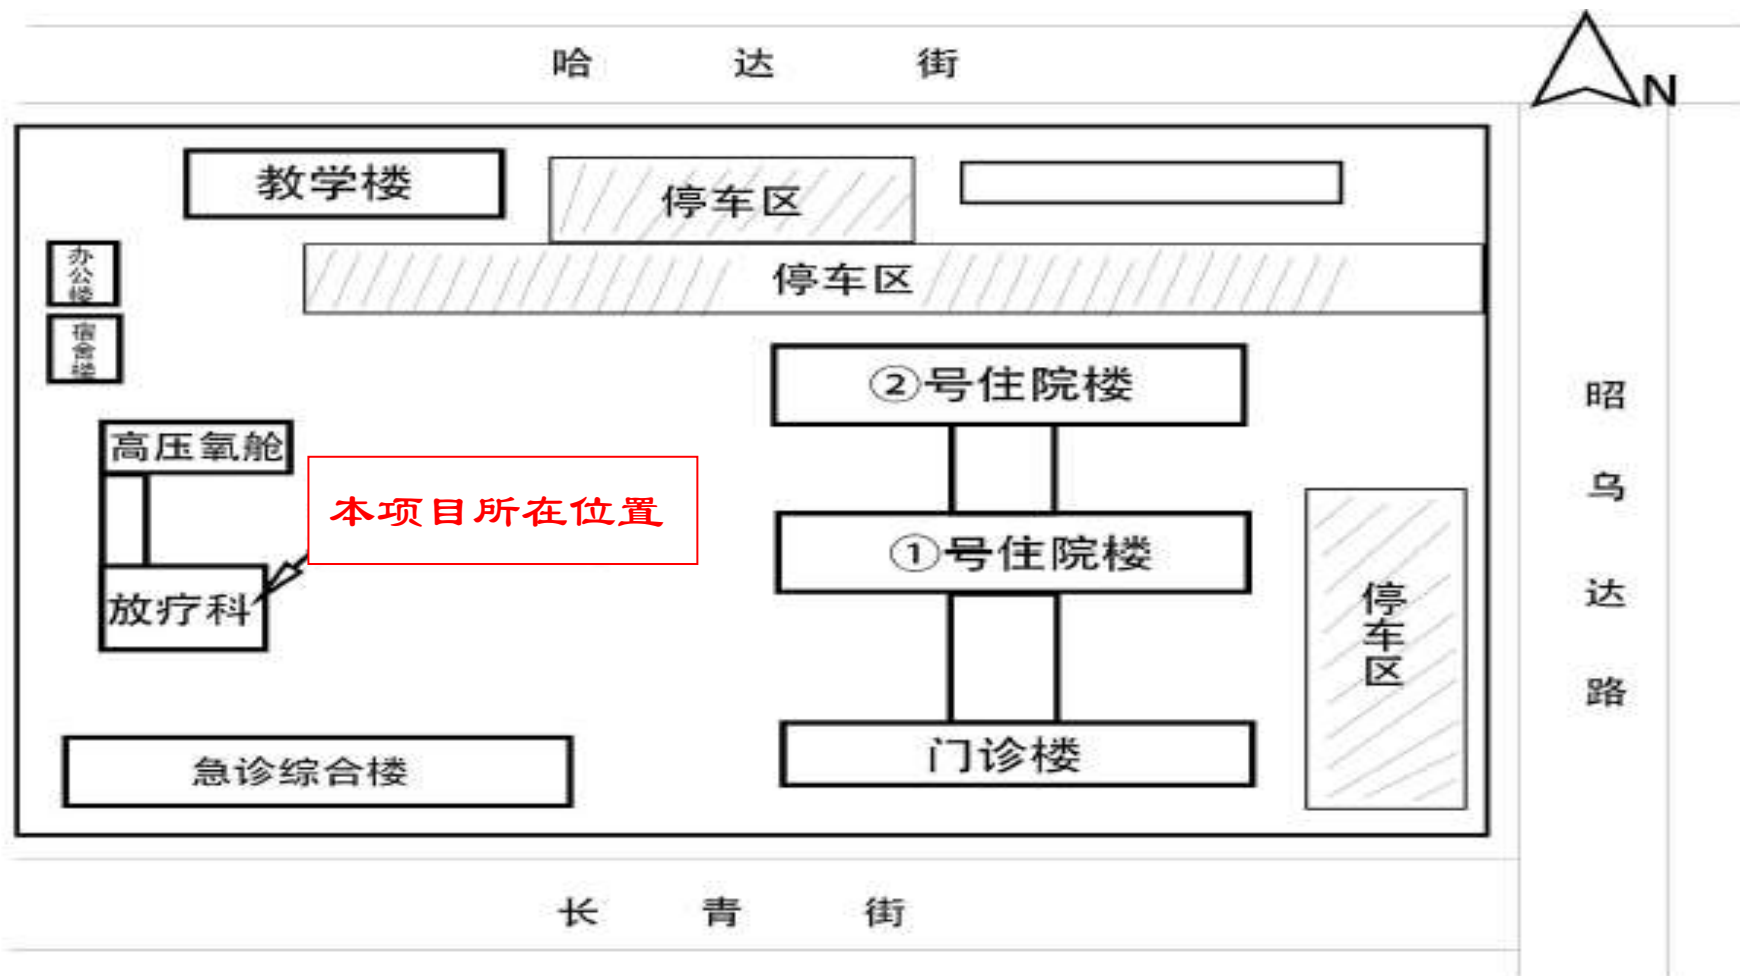 哈达街
N
教学楼
停车区
办公楼
停车区
宿舍楼
②号住院楼
高压氧舱
本项目所在位置
①号住院楼
放疗科
停车区
昭乌达路
急诊综合楼
门诊楼
长青街